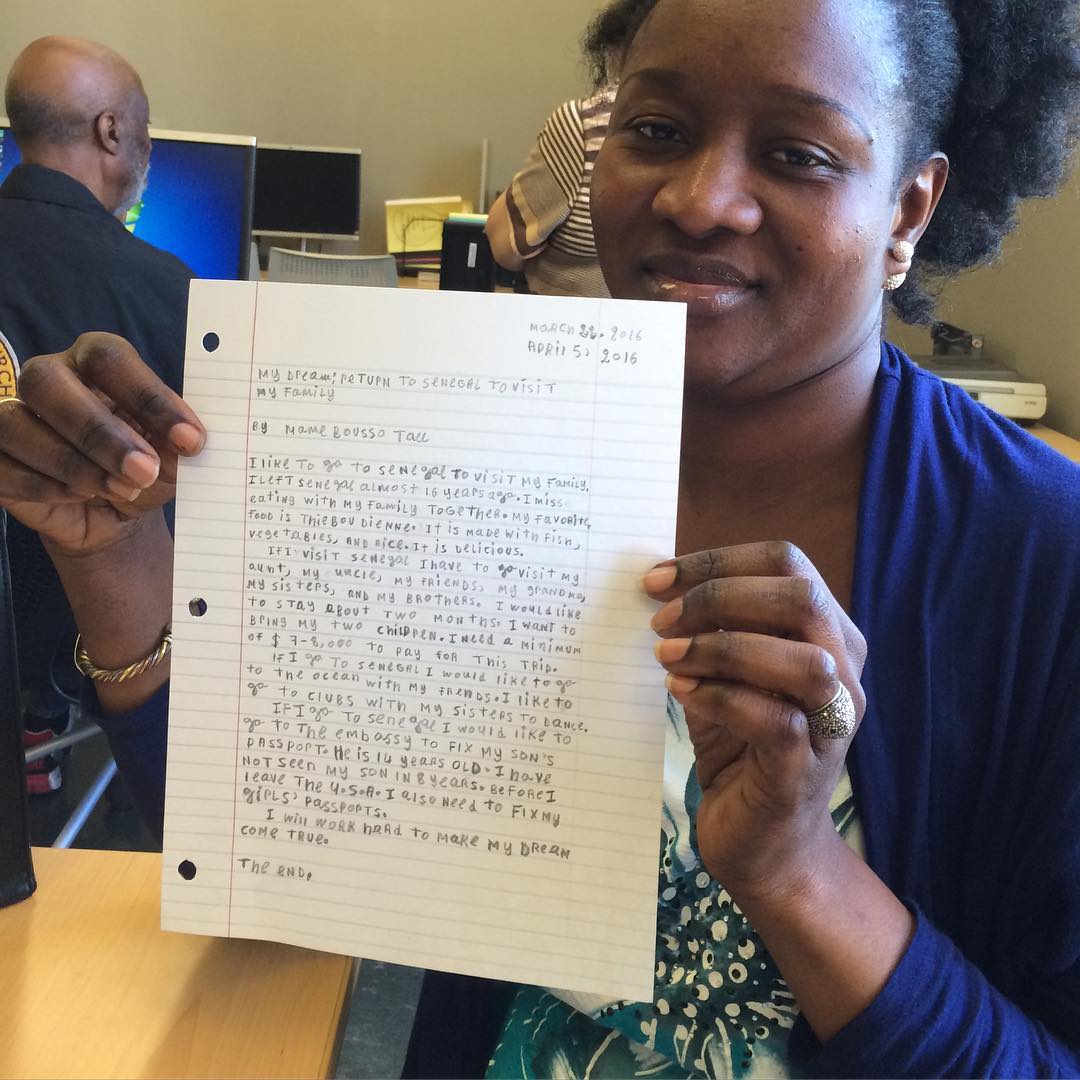 MARCH 22. 2016
APRIL 5, 2016
MY DREAM; RETURN TO SENEGAL TO VISIT
MY FAMILY
BY MAME BOUSSO TALL
I LIKE TO go TO SENEGAL TO VISIT MY FAMILY.
I LEFT SENEGAL ALMOST 16 YEARS AGO. I MISS
EATING WITH MY FAMILY TOGETHER. MY FAVORITE
FOOD IS THIEBOU DIENNE. IT IS MADE WITH FISH,
VEGETABLES, AND RICE. IT IS DELICIOUS.
IF I VISIT SENEGAL I HAVE TO go VISIT MY
AUNT, MY UNCLE, MY FRIENDS, MY GRANDMA,
MY SISTERS, AND MY BROTHERS. I WOULD LIKE
TO STAY ABOUT TWO MONTHS. I WANT TO
BRING MY TWO CHILDREN. I NEED A MINIMUM
OF $ 7-8,000 TO PAY FOR THIS TRIP.
IF I go TO SENEGAL I WOULD LIKE TO go
TO THE OCEAN WITH MY FRENDS. I LIKE TO
go TO CLUBS WITH MY SISTERS TO DANCE.
IF I go TO SENEGAL I WOULD LIKE TO
go TO THE EMBASSY TO FIX MY SON'S
PASSPORT. HE IS 14 YEARS OLD. I HAVE
NOT SEEN MY SON IN 8 YEARS. BEFORE I
LEAVE THE U.S.A. I ALSO NEED TO FIX MY
GIRLS' PASSPORTS.
I WILL WORK HARD TO MAKE MY DREAM
COME TRUE.
THE END.